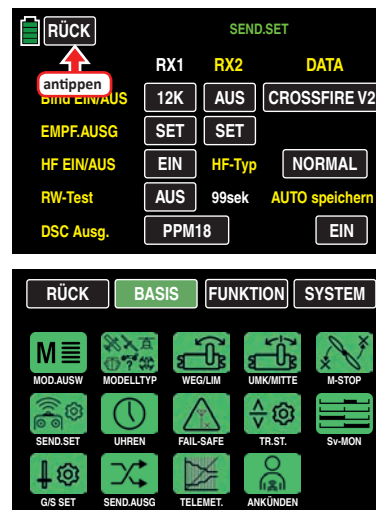 RÜCK SEND.SET
RX1 RX2 DATA
antippen
Bind EIN/AUS 12K AUS CROSSFIRE V2
EMPF.AUSG SET SET
HF EIN/AUS EIN HF-Typ NORMAL
RW-Test AUS 99sek AUTO speichern
DSC Ausg. PPM18 EIN
RÜCK BASIS FUNKTION SYSTEM
M
MOD.AUSW MODELLTYP WEG/LIM UMK/MITTE M-STOP
SEND.SET UHREN FAIL-SAFE TR.ST. Sv-MON
G/S SET SEND.AUSG TELEMET. ANKÜNDEN